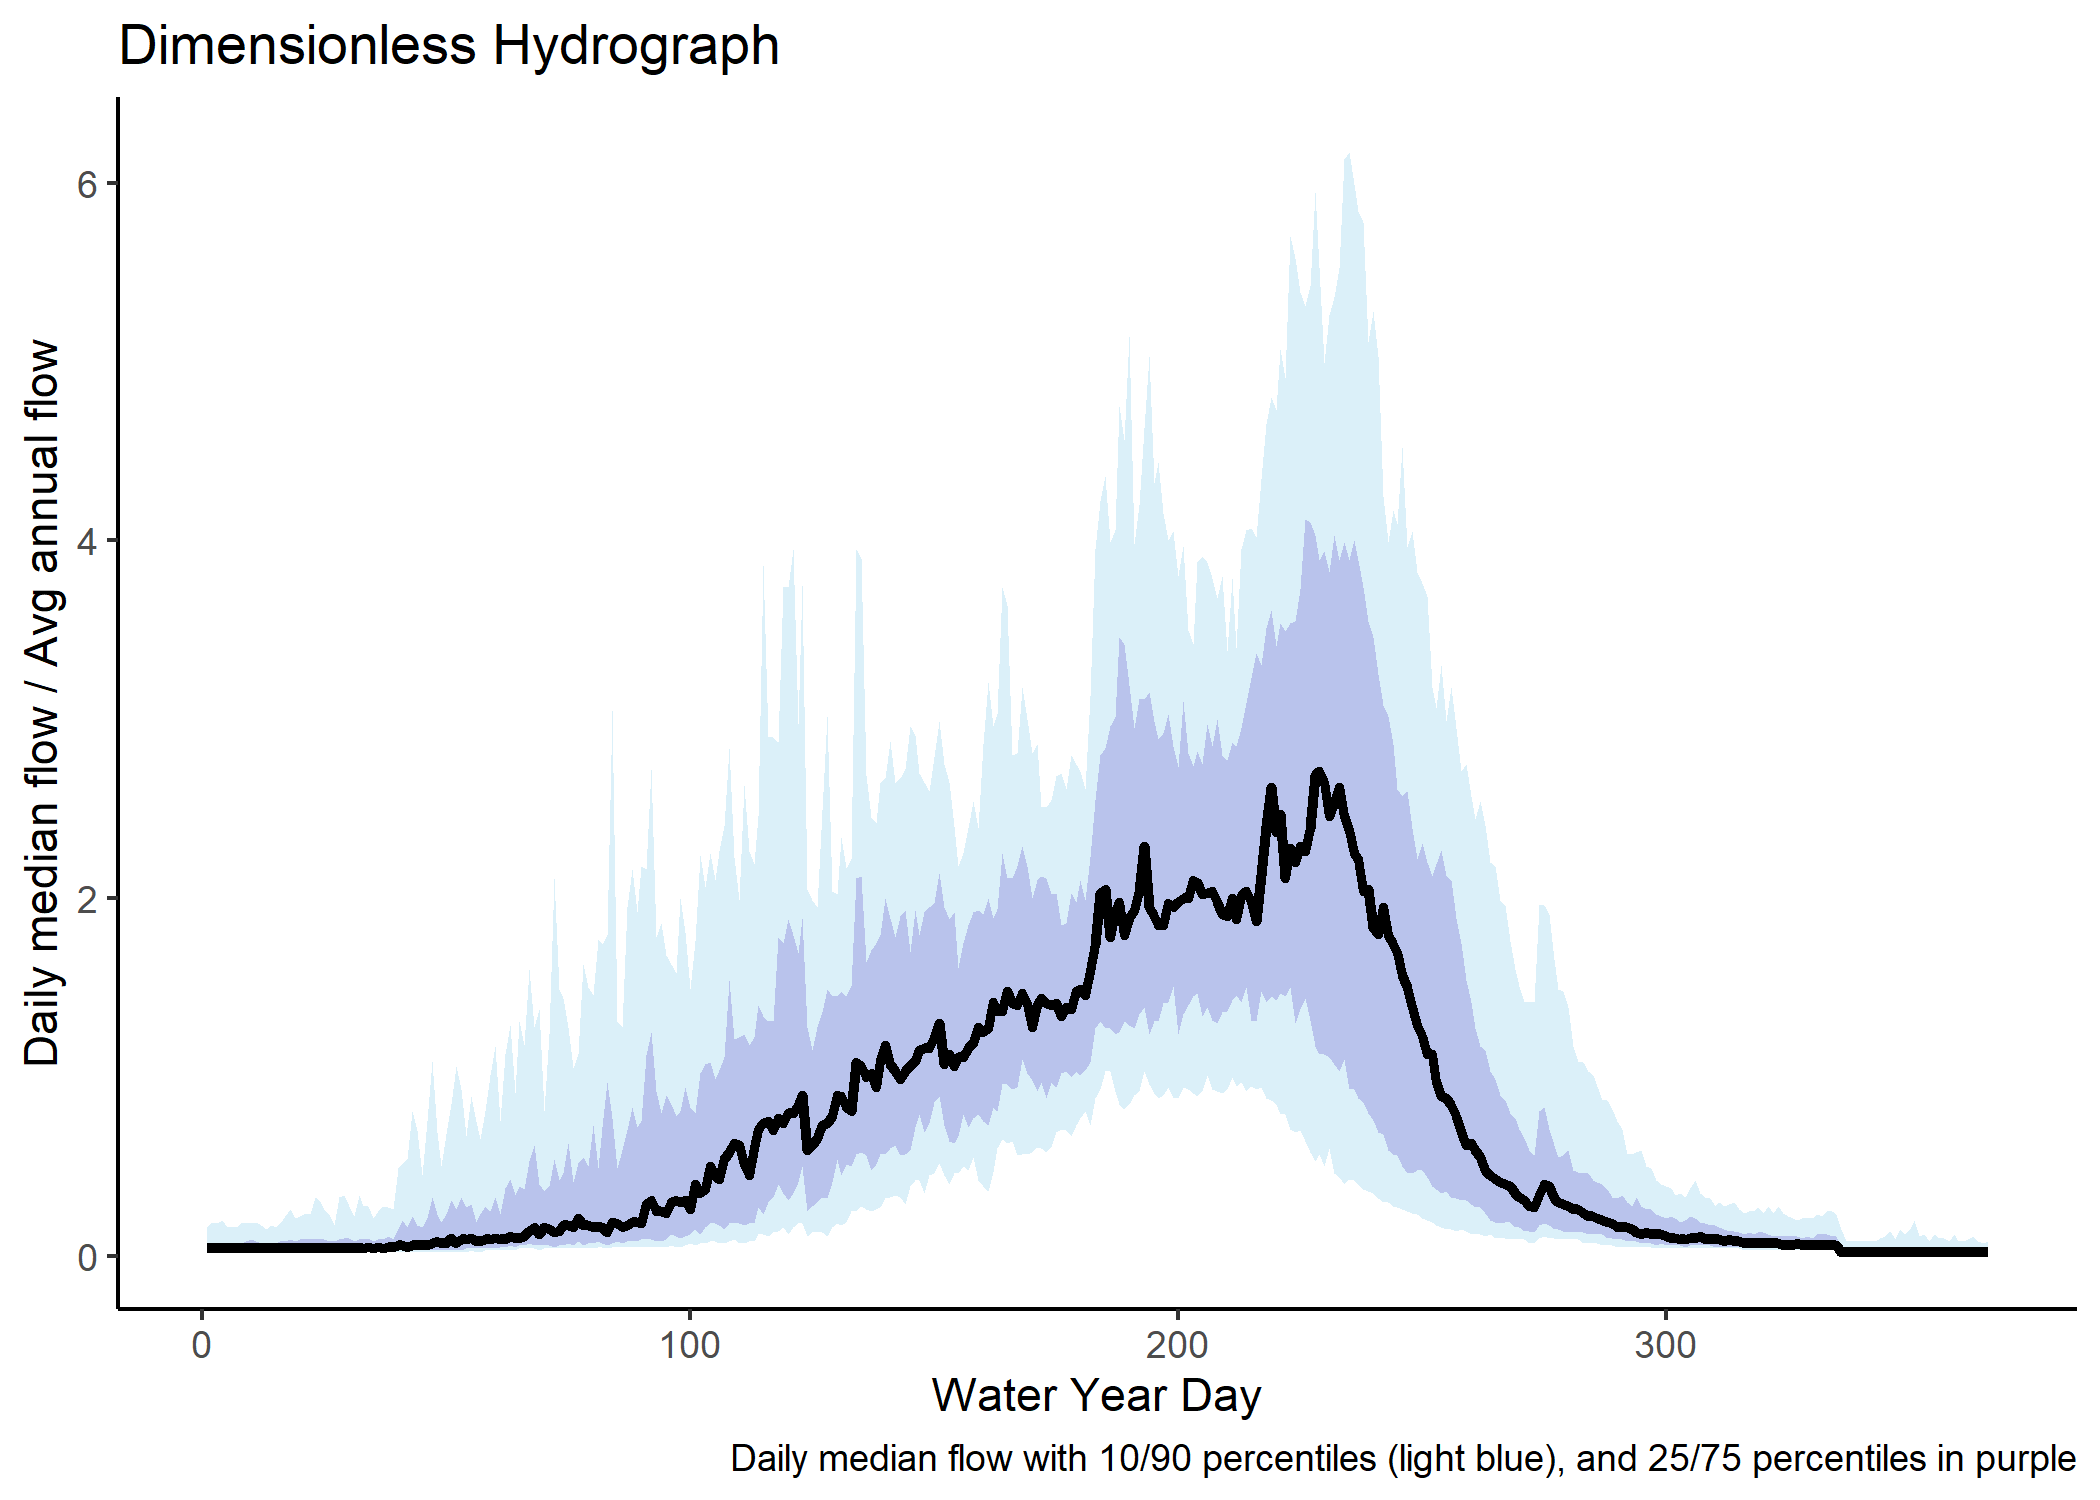 Dimensionless Hydrograph
Daily median flow / Avg annual flow
6
4
2
0
0
100
200
300
Water Year Day
Daily median flow with 10/90 percentiles (light blue), and 25/75 percentiles in purple